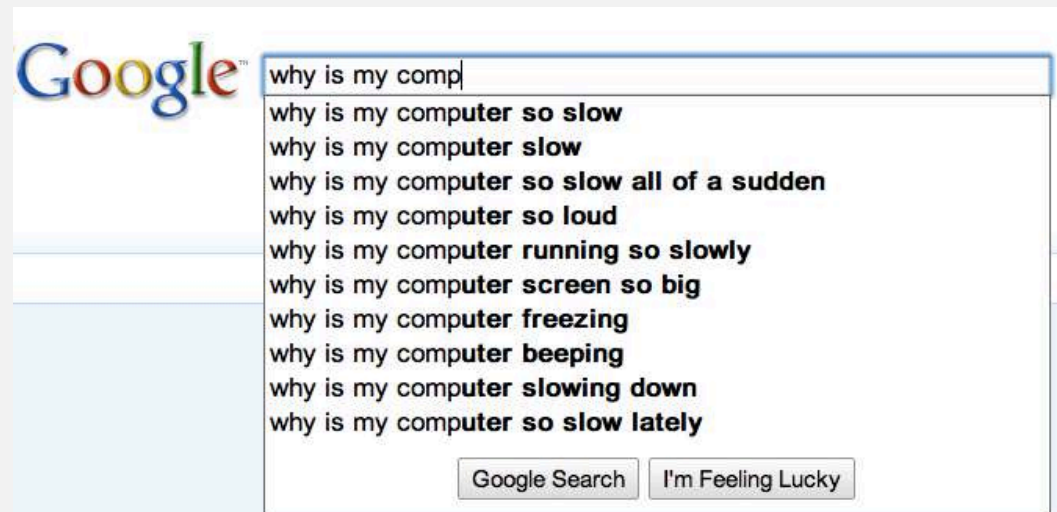 Google™
why is my comp
why is my computer so slow
why is my computer slow
why is my computer so slow all of a sudden
why is my computer so loud
why is my computer running so slowly
why is my computer screen so big
why is my computer freezing
why is my computer beeping
why is my computer slowing down
why is my computer so slow lately
Google Search I'm Feeling Lucky